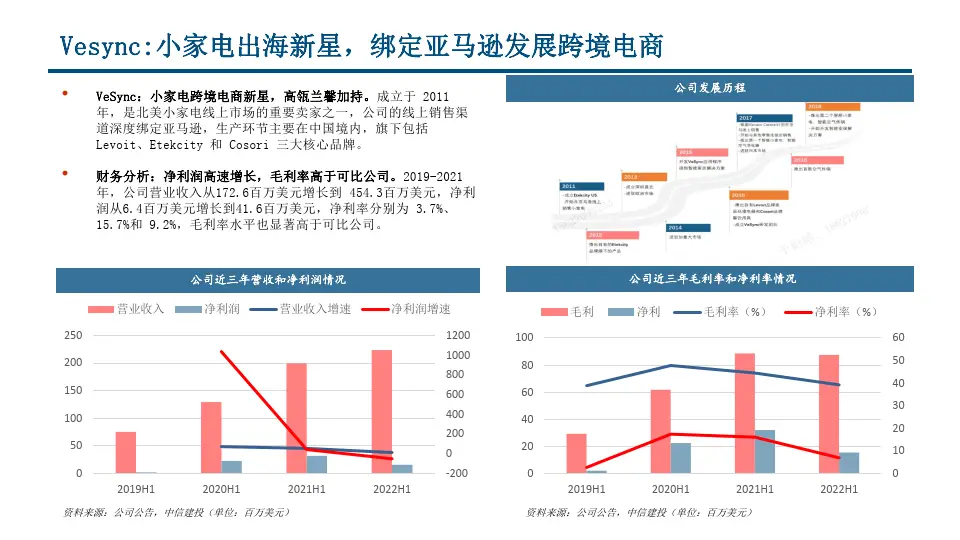 Vesync:小家电出海新星，绑定亚马逊发展跨境电商
• VeSync：小家电跨境电商新星，高瓴兰馨加持。成立于 2011
年，是北美小家电线上市场的重要卖家之一，公司的线上销售渠
道深度绑定亚马逊，生产环节主要在中国境内，旗下包括
Levoit、Etekcity 和 Cosori 三大核心品牌。
• 财务分析：净利润高速增长，毛利率高于可比公司。2019-2021
年，公司营业收入从172.6百万美元增长到 454.3百万美元，净利
润从6.4百万美元增长到41.6百万美元，净利率分别为 3.7%、
15.7%和 9.2%，毛利率水平也显著高于可比公司。
公司发展历程
2011
2012
2013
2014
2015
2017
2018
进军加拿大市场
公司近三年营收和净利润情况
营业收入 净利润 营业收入增速 净利润增速
250 1200
200 1000
150 800
100 600
50 400
0 200
0
-200
2019H1 2020H1 2021H1 2022H1
资料来源：公司公告，中信建投（单位：百万美元）
公司近三年毛利率和净利率情况
毛利 净利 毛利率（%） 净利率（%）
100 60
80 50
60 40
40 30
20 20
0 10
0
2019H1 2020H1 2021H1 2022H1
资料来源：公司公告，中信建投（单位：百万美元）